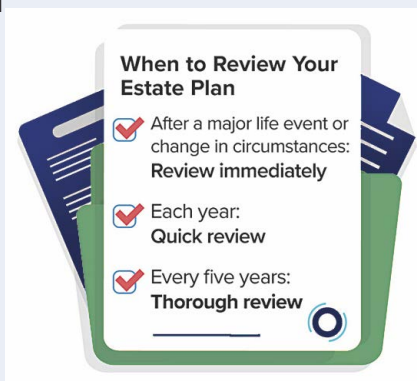 When to Review Your
Estate Plan
After a major life event or
change in circumstances:
Review immediately
Each year:
Quick review
Every five years:
Thorough review